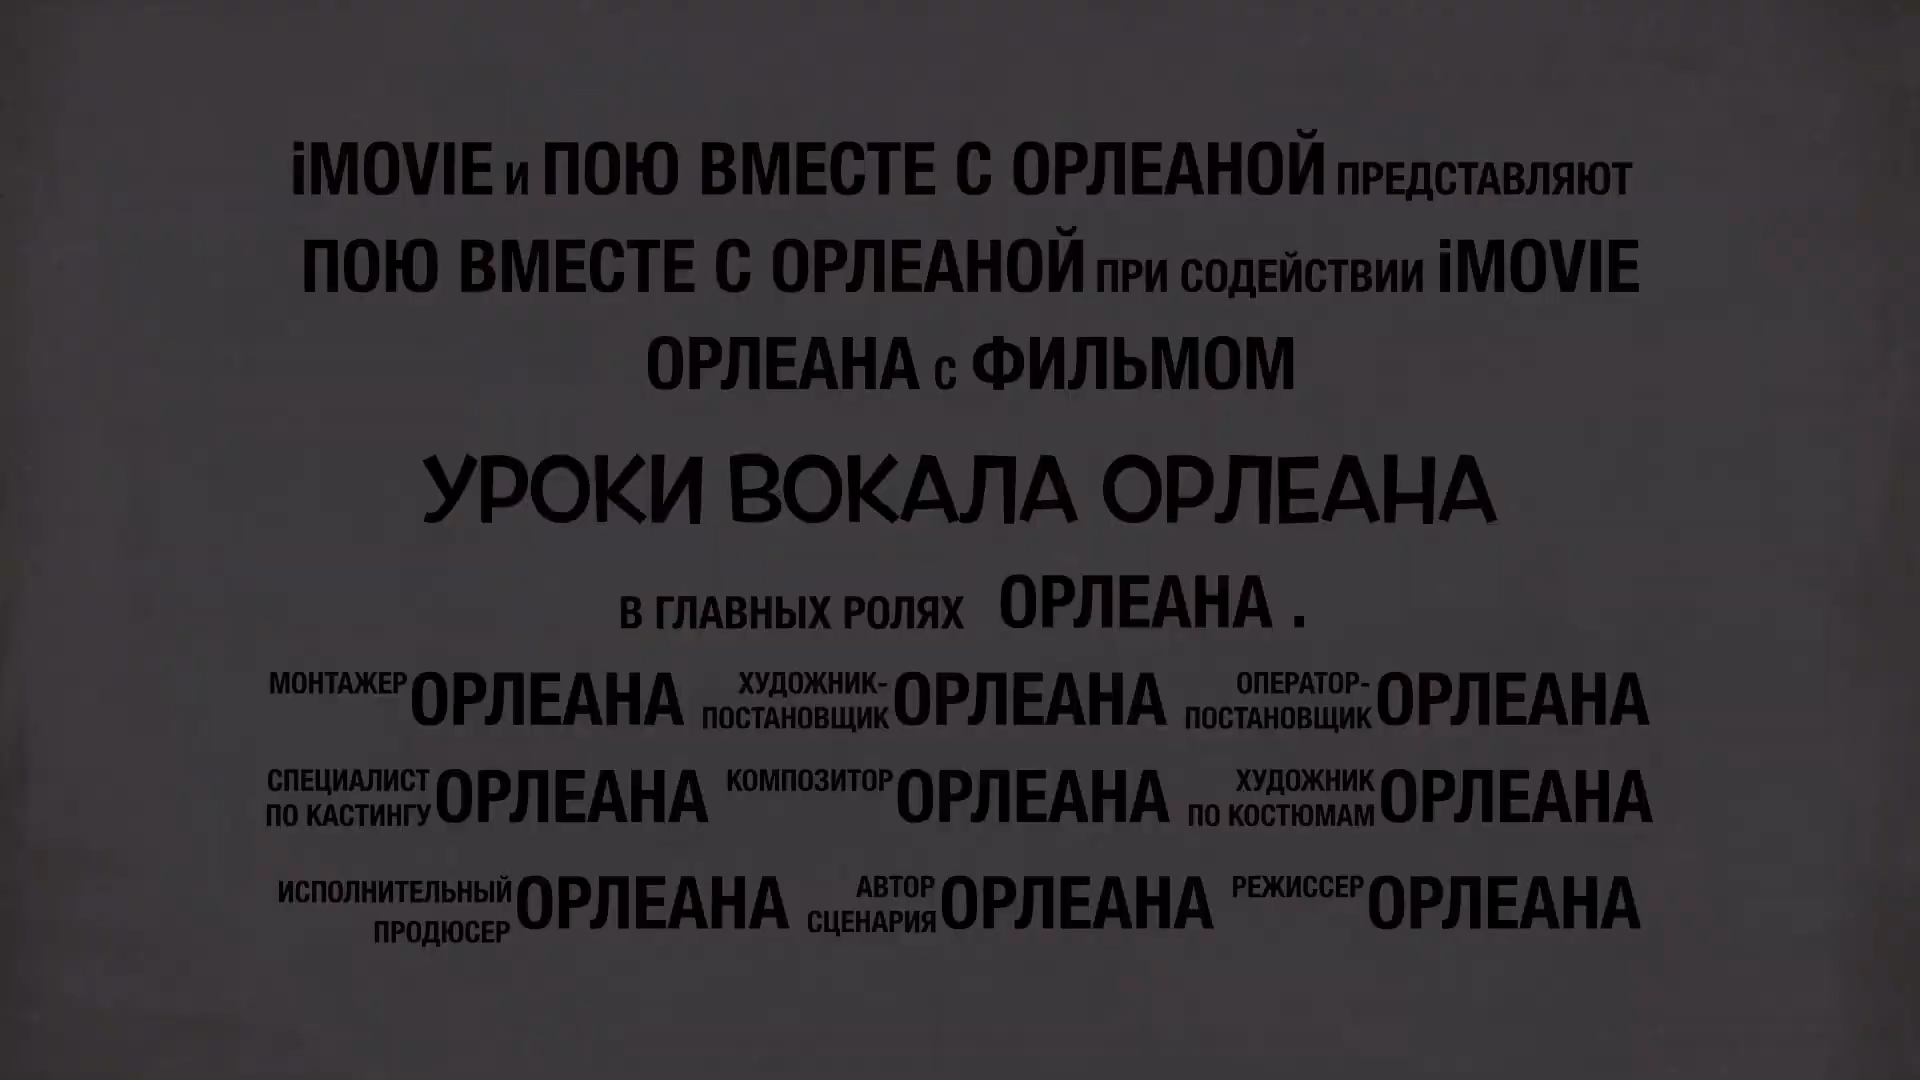 iMOVIE и ПОЮ ВМЕСТЕ С ОРЛЕАНОЙ ПРЕДСТАВЛЯЮТ
ПОЮ ВМЕСТЕ С ОРЛЕАНОЙ ПРИ СОДЕЙСТВИИ iMOVIE
ОРЛЕАНА с ФИЛЬМОМ
УРОКИ ВОКАЛА ОРЛЕАНА
В ГЛАВНЫХ РОЛЯХ ОРЛЕАНА .
МОНТАЖЕР ОРЛЕАНА ХУДОЖНИК-ПОСТАНОВЩИК ОРЛЕАНА ОПЕРАТОР-ПОСТАНОВЩИК ОРЛЕАНА
СПЕЦИАЛИСТ ПО КАСТИНГУ ОРЛЕАНА КОМПОЗИТОР ОРЛЕАНА ХУДОЖНИК ПО КОСТЮМАМ ОРЛЕАНА
ИСПОЛНИТЕЛЬНЫЙ ПРОДЮСЕР ОРЛЕАНА АВТОР СЦЕНАРИЯ ОРЛЕАНА РЕЖИССЕР ОРЛЕАНА